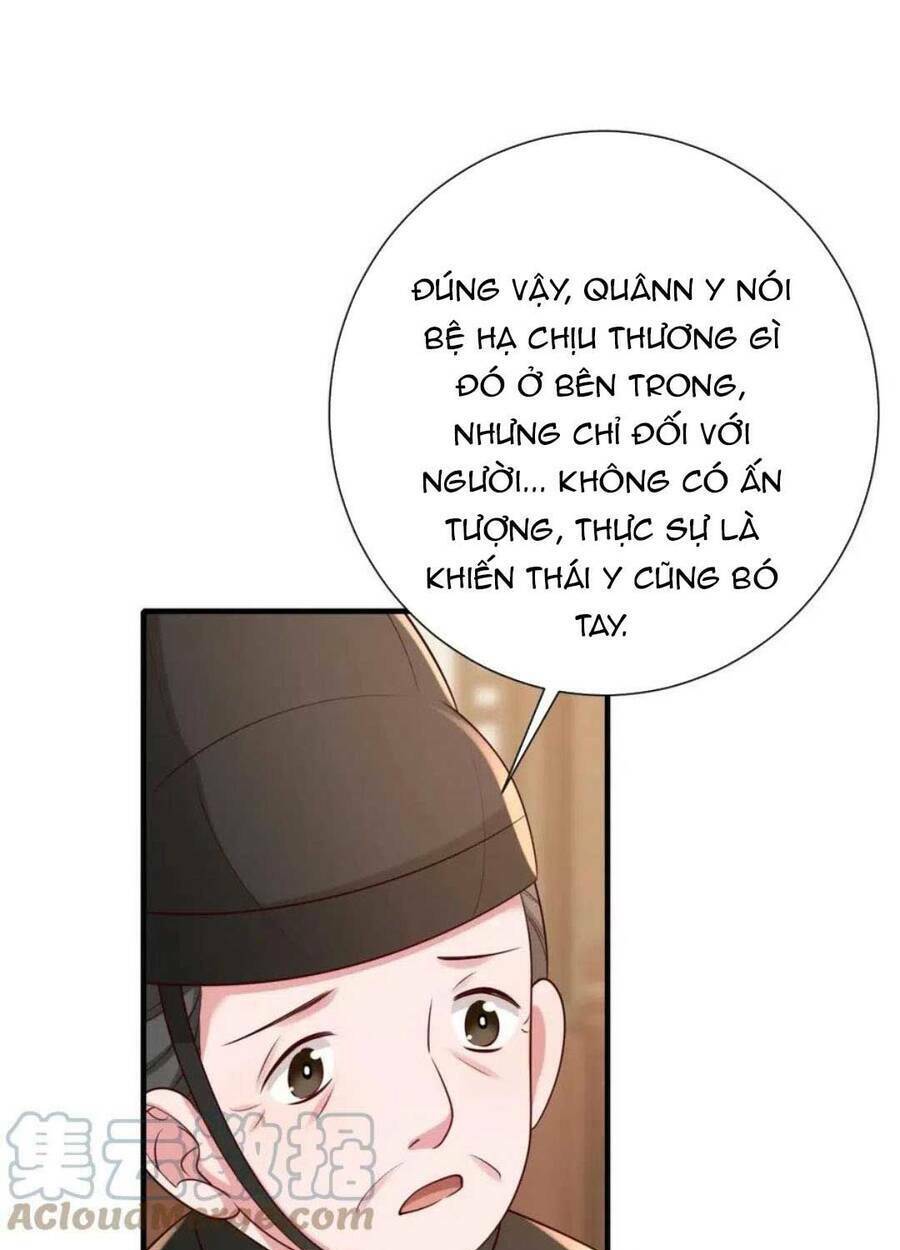 ĐÚNG VẬY, QUÂNN Y NÓI
BỆ HẠ CHỊU THƯƠNG GÌ
ĐÓ Ở BÊN TRONG,
NHƯNG CHỈ ĐỐI VỚI
NGƯỜI... KHÔNG CÓ ẤN
TƯỢNG, THỰC SỰ LÀ
KHIẾN THÁI Y CŨNG BÓ
TAY.
集云数据
ACloudMerge.com